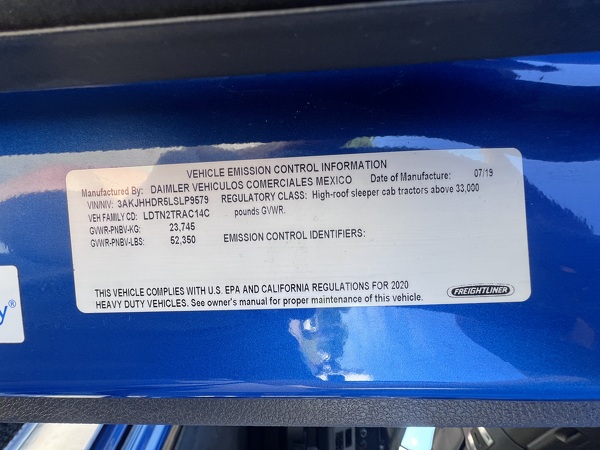 VEHICLE EMISSION CONTROL INFORMATION
Manufactured by: DAIMLER VEHICULOS COMERCIALES MEXICO Date of Manufacture: 07/19
VIN/NIV: 3AKJHHDR5LSLP9579 REGULATORY CLASS: High-roof sleeper cab tractors above 33,000
VEH FAMILY CD: LDTN2TRAC14C pounds GVWR.
GVWR-PNBV-KG: 23,745
GVWR-PNBV-LBS: 52,350 EMISSION CONTROL IDENTIFIERS:
THIS VEHICLE COMPLIES WITH U.S. EPA AND CALIFORNIA REGULATIONS FOR 2020
HEAVY DUTY VEHICLES. See owner's manual for proper maintenance of this vehicle.
FREIGHTLINER
y®